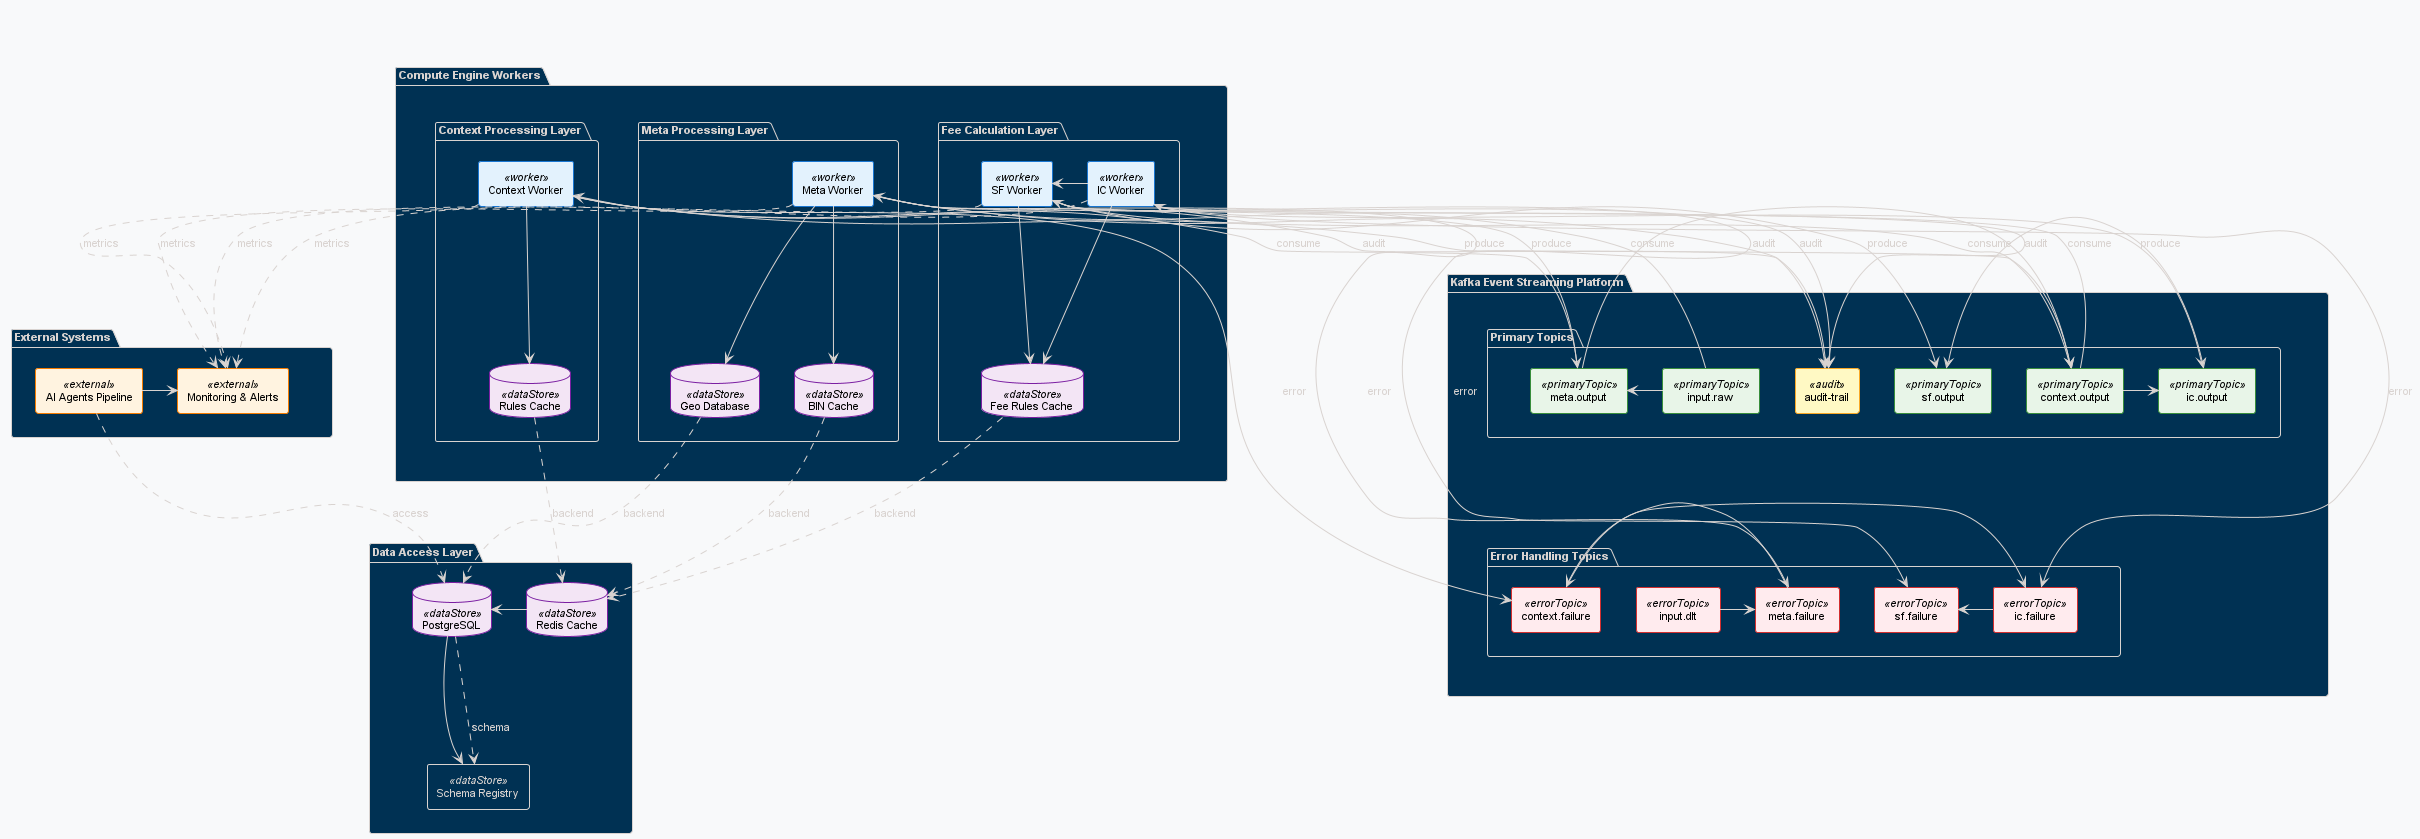 Compute Engine Workers
Context Processing Layer
Meta Processing Layer
Fee Calculation Layer
«worker»
Context Worker
«worker»
Meta Worker
«worker»
SF Worker
«worker»
IC Worker
metrics
metrics
metrics
metrics
consume
audit
produce
produce
consume
audit
audit
produce
consume
audit
consume
produce
Kafka Event Streaming Platform
External Systems
Primary Topics
«external»
AI Agents Pipeline
«external»
Monitoring & Alerts
«dataStore»
Rules Cache
«dataStore»
Geo Database
«dataStore»
BIN Cache
«dataStore»
Fee Rules Cache
error
error
error
«primaryTopic»
meta.output
«primaryTopic»
input.raw
«audit»
audit-trail
«primaryTopic»
sf.output
«primaryTopic»
context.output
«primaryTopic»
ic.output
error
access
backend
backend
backend
backend
Data Access Layer
Error Handling Topics
«dataStore»
PostgreSQL
«dataStore»
Redis Cache
«errorTopic»
context.failure
«errorTopic»
input.dlt
«errorTopic»
meta.failure
«errorTopic»
sf.failure
«errorTopic»
ic.failure
schema
«dataStore»
Schema Registry